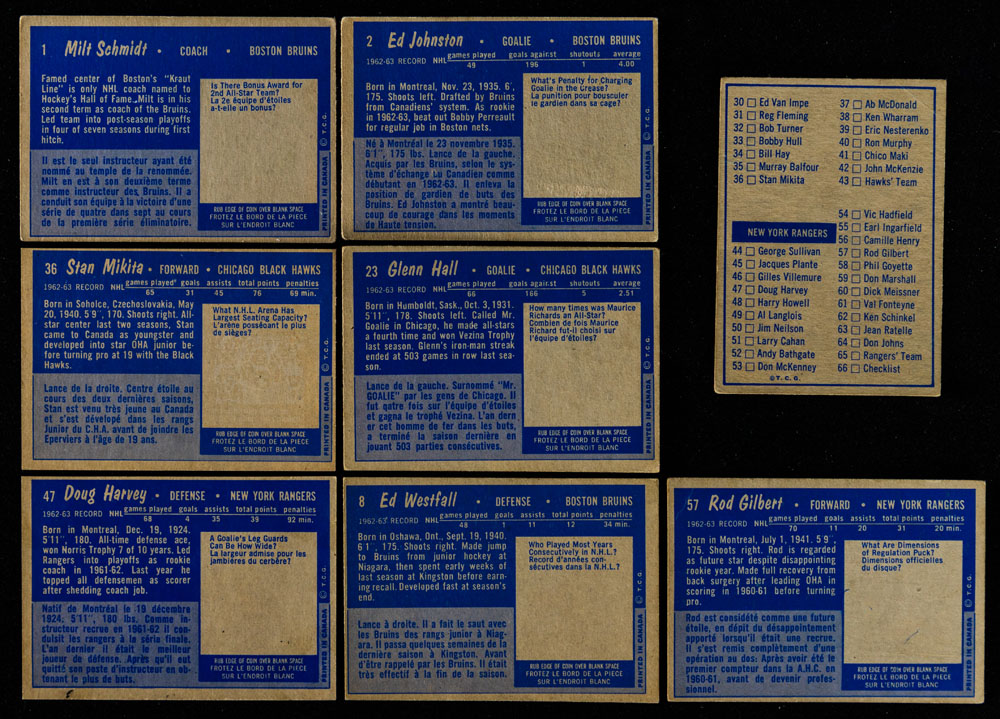 1 Milt Schmidt • COACH • BOSTON BRUINS
Famed center of Boston's "Kraut
Line" is only NHL coach named to
Hockey's Hall of Fame. Milt is in his
second term as coach of the Bruins.
Led team into post-season playoffs
in four of seven seasons during first
hitch.
Il est le seul instructeur ayant été
nommé au temple de la renommée.
Milt en est à son deuxième terme
comme instructeur des Bruins. Il a
conduit son équipe à la victoire d'une
série de quatre dans sept au cours
de la première série éliminatoire.
Is There Bonus Award for
2nd All-Star Team?
La 2e équipe d'étoiles
a-t-elle un bonus?
RUB EDGE OF COIN OVER BLANK SPACE
FROTEZ LE BORD DE LA PIECE
SUR L'ENDROIT BLANC
PRINTED IN CANADA © T.C.G.
2 Ed Johnston • GOALIE • BOSTON BRUINS
games played goals against shutouts average
1962-63 RECORD NHL 49 196 1 4.00
Born in Montreal, Nov. 23, 1935. 6',
175. Shoots left. Drafted by Bruins
from Canadiens' system. As rookie
in 1962-63, beat out Bobby Perreault
for regular job in Boston nets.
Né à Montréal le 23 novembre 1935.
6'1", 175 lbs. Lance de la gauche.
Acquis par les Bruins, selon le sys-
tème d'échange du Canadien comme
débutant en 1962-63. Il enleva la
position de gardien de buts des
Bruins. Ed Johnston a montré beau-
coup de courage dans les moments
de Haute tension.
What's Penalty for Charging
Goalie in the Crease?
La punition pour bousculer
le gardien dans se cage?
RUB EDGE OF COIN OVER BLANK SPACE
FROTEZ LE BORD DE LA PIECE
SUR L'ENDROIT BLANC
PRINTED IN CANADA © T.C.G.
30 Ed Van Impe
31 Reg Fleming
32 Bob Turner
33 Bobby Hull
34 Bill Hay
35 Murray Balfour
36 Stan Mikita
NEW YORK RANGERS
44 George Sullivan
45 Jacques Plante
46 Gilles Villemure
47 Doug Harvey
48 Harry Howell
49 Al Langlois
50 Jim Neilson
51 Larry Cahan
52 Andy Bathgate
53 Don McKenney
37 Ab McDonald
38 Ken Wharram
39 Eric Nesterenko
40 Ron Murphy
41 Chico Maki
42 John McKenzie
43 Hawks' Team
54 Vic Hadfield
55 Earl Ingarfield
56 Camille Henry
57 Rod Gilbert
58 Phil Goyette
59 Don Marshall
60 Dick Meissner
61 Val Fonteyne
62 Ken Schinkel
63 Jean Ratelle
64 Don Johns
65 Rangers' Team
66 Checklist
© T. C. G.
36 Stan Mikita • FORWARD • CHICAGO BLACK HAWKS
games played goals assists total points penalties
1962-63 RECORD NHL 65 31 45 76 69 min.
Born in Soholce, Czechoslovakia, May
20, 1940. 5'9", 170. Shoots right. All-
star center last two seasons, Stan
came to Canada as youngster and
developed into star OHA junior be-
fore turning pro at 19 with the Black
Hawks.
Lance de la droite. Centre étoile au
cours des deux dernières saisons,
Stan est venu très jeune au Canada
et s'est dévelopé dans les rangs
Junior du C.H.A. avant de joindre les
Eperviers à l'âge de 19 ans.
What N.H.L. Arena Has
Largest Seating Capacity?
L'arène possèdant le plus
de sièges?
RUB EDGE OF COIN OVER BLANK SPACE
FROTEZ LE BORD DE LA PIECE
SUR L'ENDROIT BLANC
PRINTED IN CANADA © T.C.G.
23 Glenn Hall • GOALIE • CHICAGO BLACK HAWKS
games played goals against shutouts average
1962-63 RECORD NHL 66 166 5 2.51
Born in Humboldt, Sask., Oct. 3, 1931.
5'11", 178. Shoots left. Called Mr.
Goalie in Chicago, he made all-stars
a fourth time and won Vezina Trophy
last season. Glenn's iron-man streak
ended at 503 games in row last sea-
son.
Lance de la gauche. Surnommé "Mr.
GOALIE" par les gens de Chicago. Il
fut qatre fois sur l'équipe d'étoiles
et gagna le trophé Vezina. L'an dern
er cet homme de fer dans les buts,
a terminé la saison dernière en
jouant 503 parties consécutives.
How many times was Maurice
Richards an All-Star?
Combien de fois Maurice
Richard fut-il choisi sur
l'équipe d'étoiles?
RUB EDGE OF COIN OVER BLANK SPACE
FROTEZ LE BORD DE LA PIECE
SUR L'ENDROIT BLANC
PRINTED IN CANADA © T.C.G.
47 Doug Harvey • DEFENSE • NEW YORK RANGERS
games played goals assists total points penalties
1962-63 RECORD NHL 68 4 35 39 92 min.
Born in Montreal, Dec. 19, 1924.
5'11", 180. All-time defense ace,
won Norris Trophy 7 of 10 years. Led
Rangers into playoffs as rookie
coach in 1961-62. Last year he
topped all defensemen as scorer
after shedding coach job.
Natif de Montréal le 19 décembre
1924. 5'11", 180 lbs. Comme in-
structeur recrue en 1961-62 il con-
duisit les rangers à la série finale.
L'an dernier il était le meilleur
joueur de défense. Après qu'il out
quitté son poste d'instructeur en ob-
tenant le plus de buts.
A Goalie's Leg Guards
Can Be How Wide?
La largeur admise pour les
jambières du cerbère?
RUB EDGE OF COIN OVER BLANK SPACE
FROTEZ LE BORD DE LA PIECE
SUR L'ENDROIT BLANC
PRINTED IN CANADA © T.C.G.
8 Ed Westfall • DEFENSE • BOSTON BRUINS
games played goals assists total points penalties
1962-63 RECORD NHL 48 1 11 12 34 min.
Born in Oshawa, Ont., Sept. 19, 1940.
6'1", 175. Shoots right. Made jump
to Bruins from junior hockey at
Niagara, then spent early weeks of
last season at Kingston before earn-
ing recall. Developed fast at season's
end.
Lance à droite. Il a fait le saut avec
les Bruins des rangs junior à Niag-
ara. Il passa quelques semaines de la
dernière saison à Kingston. Avant
d'être rappelé par les Bruins. Il était
très effectif à la fin de la saison.
Who Played Most Years
Consecutively in N.H.L.?
Record d'années con-
sécutives dans la N.H.L.?
RUB EDGE OF COIN OVER BLANK SPACE
FROTEZ LE BORD DE LA PIECE
SUR L'ENDROIT BLANC
PRINTED IN CANADA © T.C.G.
57 Rod Gilbert • FORWARD • NEW YORK RANGERS
games played goals assists total points penalties
1962-63 RECORD NHL 70 11 20 31 20 min.
Born in Montreal, July 1, 1941. 5'9",
175. Shoots right. Rod is regarded
as future star despite disappointing
rookie year. Made full recovery from
back surgery after leading OHA in
scoring in 1960-61 before turning
pro.
Rod est considété comme une future
étoile, en dépit du désappointement
apporté lorsqu'il était une recrue.
Il s'est remis complètement d'une
opération au dos: Après avoir été le
premier compteur dans la A.H.C. en
1960-61, avant de devenir profes-
sionnel.
What Are Dimensions
of Regulation Puck?
Dimensions officielles
du disque?
RUB EDGE OF COIN OVER BLANK SPACE
FROTEZ LE BORD DE LA PIECE
SUR L'ENDROIT BLANC
PRINTED IN CANADA © T.C.G.